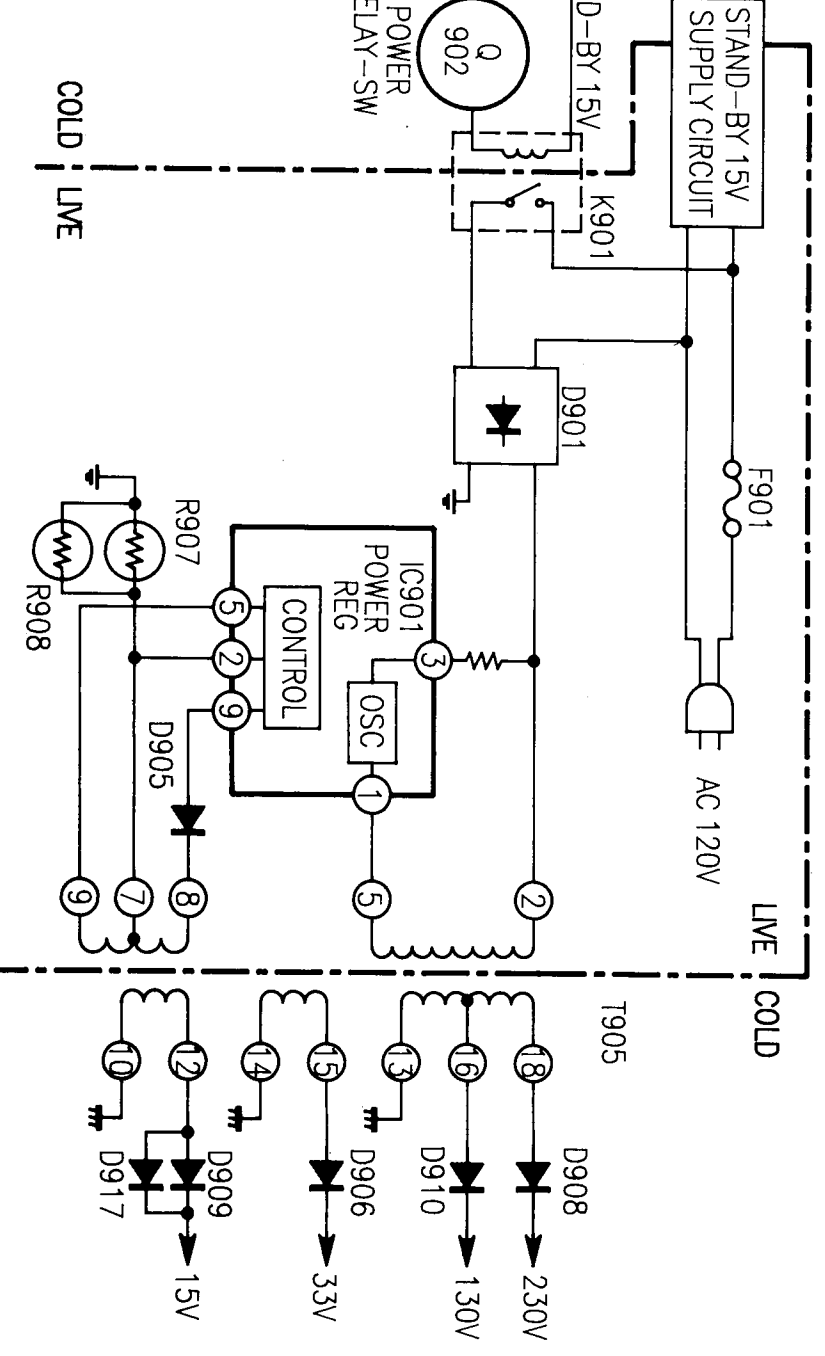 STAND-BY 15V
SUPPLY CIRCUIT
F901
AC 120V
LIVE
COLD
D-BY 15V
K901
D901
Q
902
POWER
ELAY-SW
COLD
LIVE
IC901
POWER
REG
3
OSC
1
CONTROL
5
2
9
R907
R908
D905
2
5
8
7
9
T905
18
D908
230V
16
D910
130V
13
15
D906
33V
14
12
D909
15V
10
D917